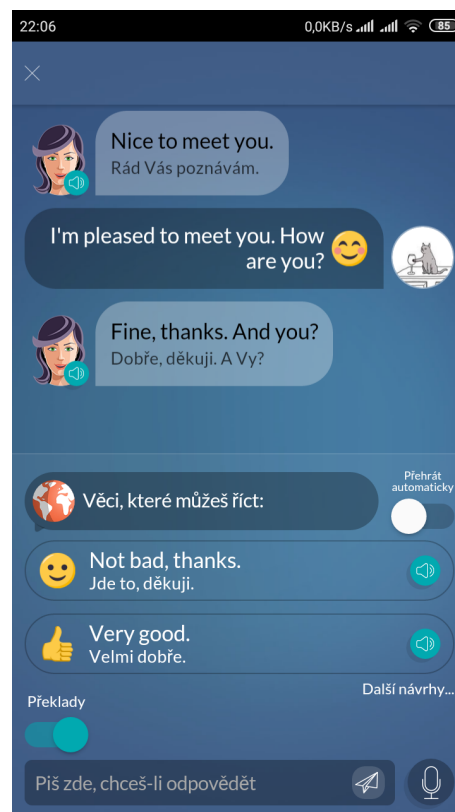 22:06
0,0KB/s
85
Nice to meet you.
Rád Vás poznávám.
I'm pleased to meet you. How
are you?
Fine, thanks. And you?
Dobře, děkuji. A Vy?
Přehrát
automaticky
Věci, které můžeš říct:
Not bad, thanks.
Jde to, děkuji.
Very good.
Velmi dobře.
Další návrhy...
Překlady
Piš zde, chceš-li odpovědět